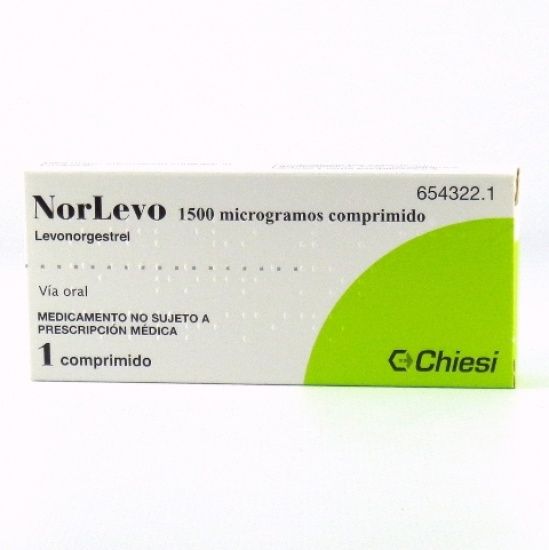 654322.1
NorLevo 1500 microgramos comprimido
Levonorgestrel
Vía oral
MEDICAMENTO NO SUJETO A
PRESCRIPCIÓN MÉDICA
1 comprimido
Chiesi